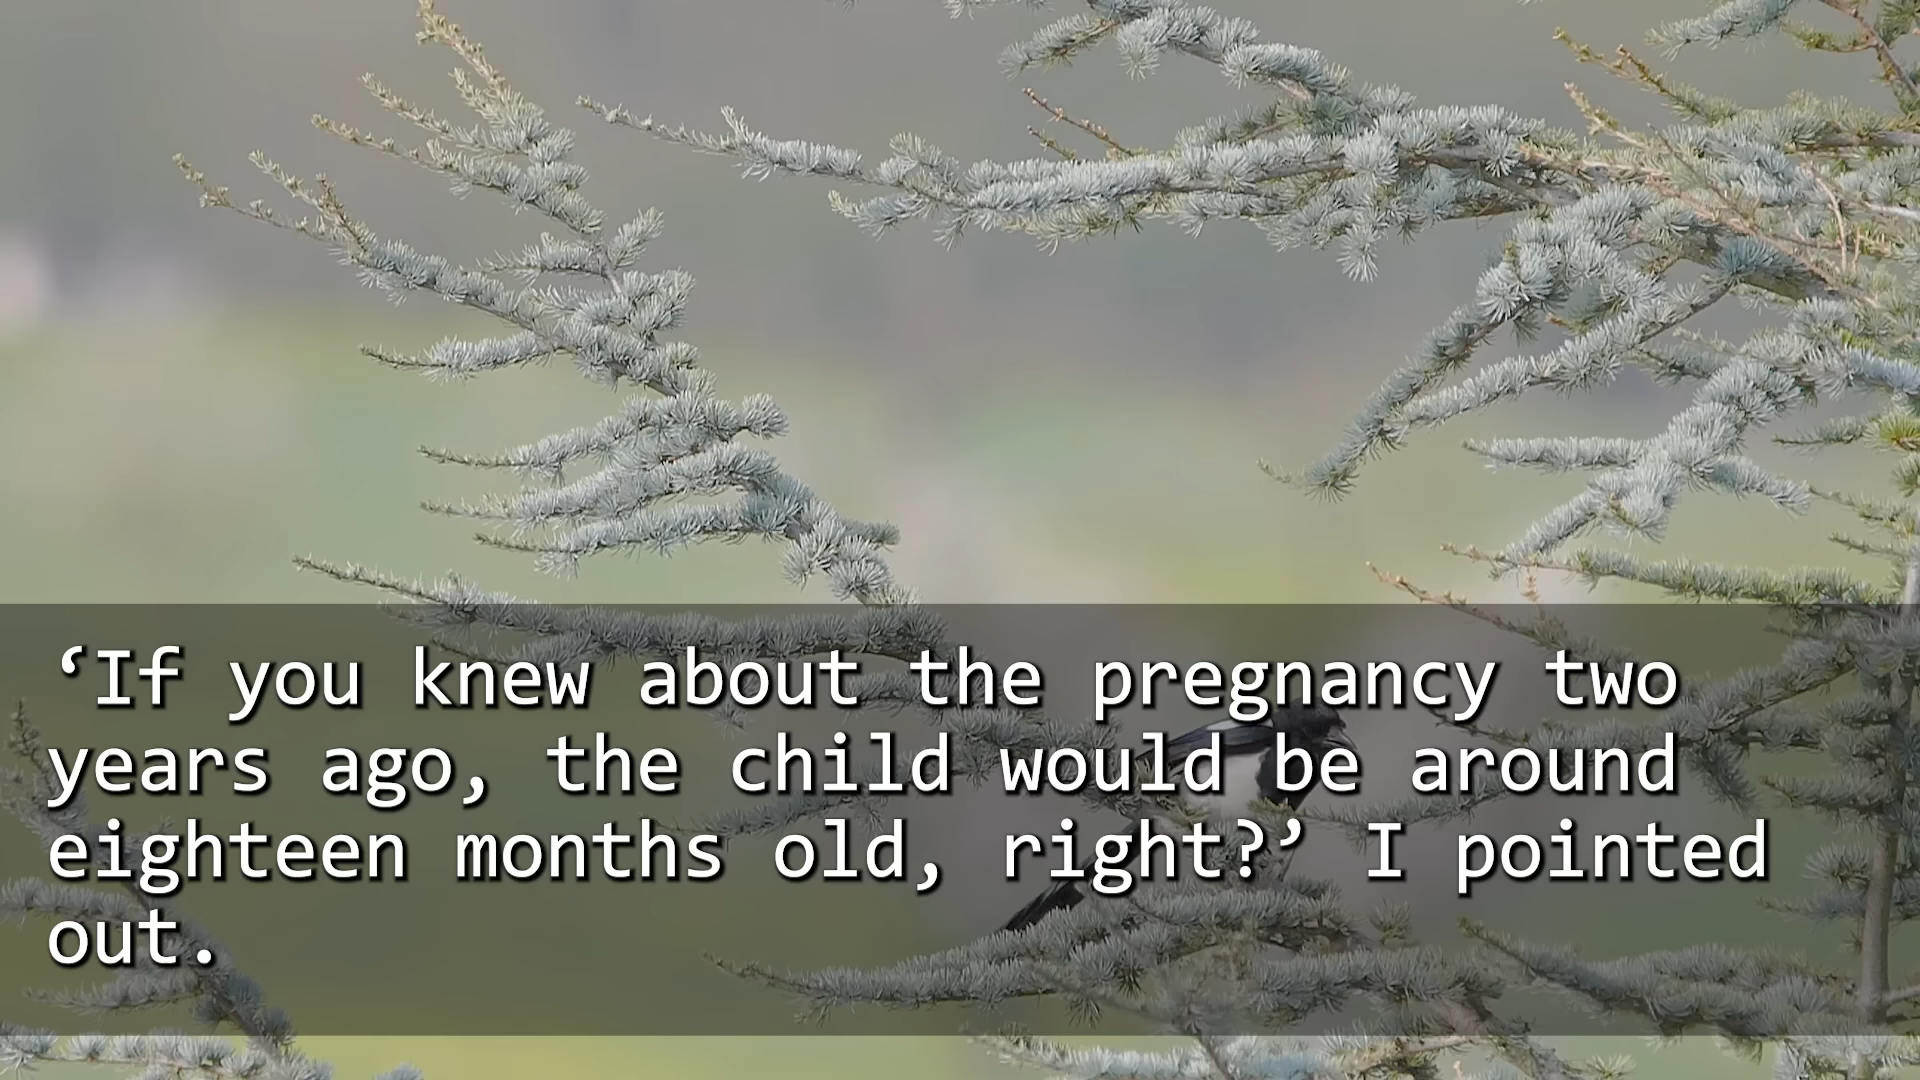 ‘If you knew about the pregnancy two
years ago, the child would be around
eighteen months old, right?’ I pointed
out.